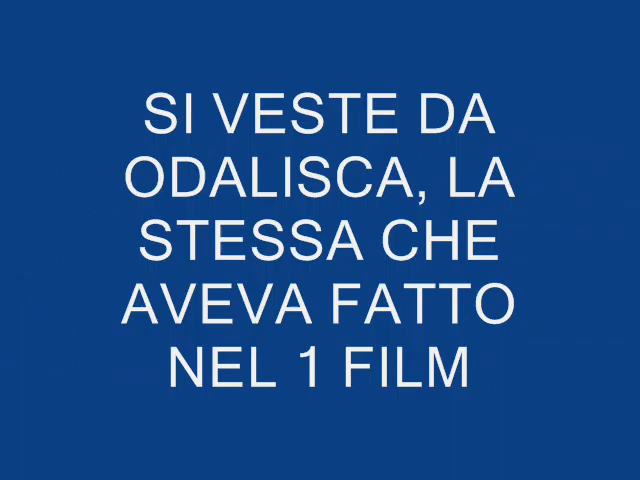 SI VESTE DA
ODALISCA, LA
STESSA CHE
AVEVA FATTO
NEL 1 FILM